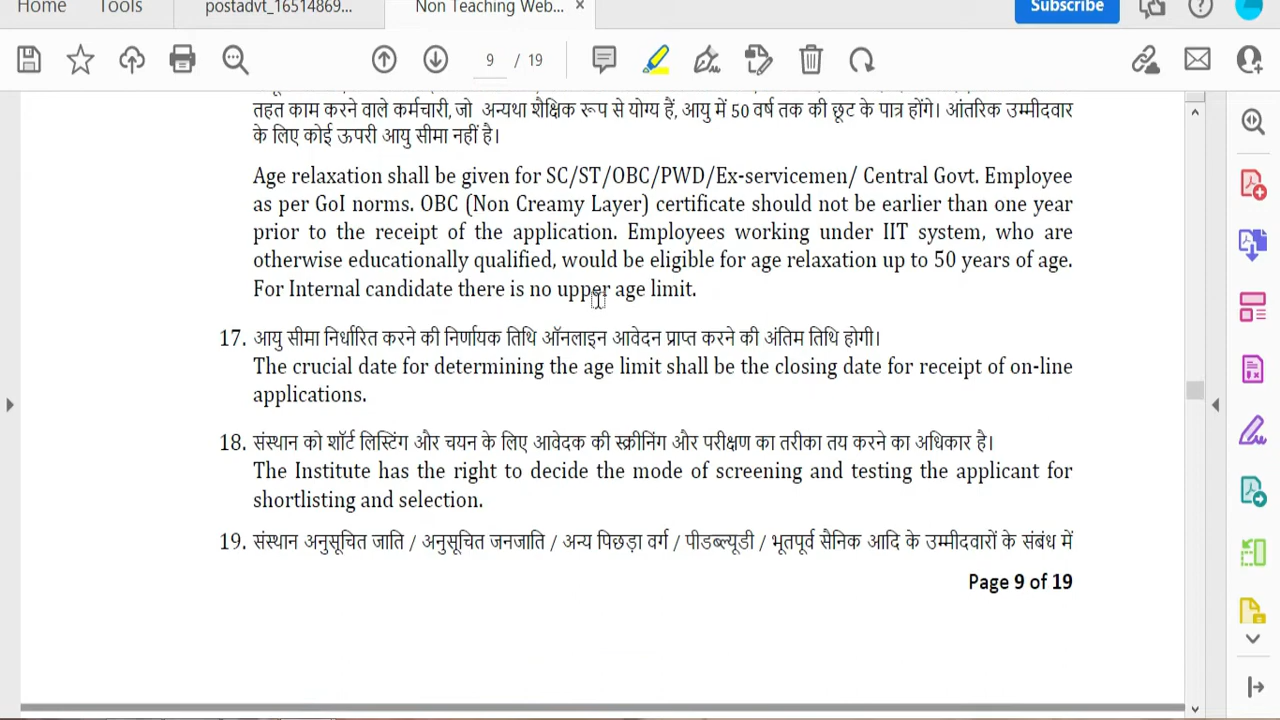 Home Tools postadvt_16514869... Non Teaching Web... × Subscribe
9 / 19
तहत काम करने वाले कर्मचारी, जो अन्यथा शैक्षिक रूप से योग्य हैं, आयु में 50 वर्ष तक की छूट के पात्र होंगे। आंतरिक उम्मीदवार
के लिए कोई ऊपरी आयु सीमा नहीं है।
Age relaxation shall be given for SC/ST/OBC/PWD/Ex-servicemen/ Central Govt. Employee
as per GoI norms. OBC (Non Creamy Layer) certificate should not be earlier than one year
prior to the receipt of the application. Employees working under IIT system, who are
otherwise educationally qualified, would be eligible for age relaxation up to 50 years of age.
For Internal candidate there is no upper age limit.
17. आयु सीमा निर्धारित करने की निर्णायक तिथि ऑनलाइन आवेदन प्राप्त करने की अंतिम तिथि होगी।
The crucial date for determining the age limit shall be the closing date for receipt of on-line
applications.
18. संस्थान को शॉर्ट लिस्टिंग और चयन के लिए आवेदक की स्क्रीनिंग और परीक्षण का तरीका तय करने का अधिकार है।
The Institute has the right to decide the mode of screening and testing the applicant for
shortlisting and selection.
19. संस्थान अनुसूचित जाति / अनुसूचित जनजाति / अन्य पिछड़ा वर्ग / पीडब्ल्यूडी / भूतपूर्व सैनिक आदि के उम्मीदवारों के संबंध में
Page 9 of 19